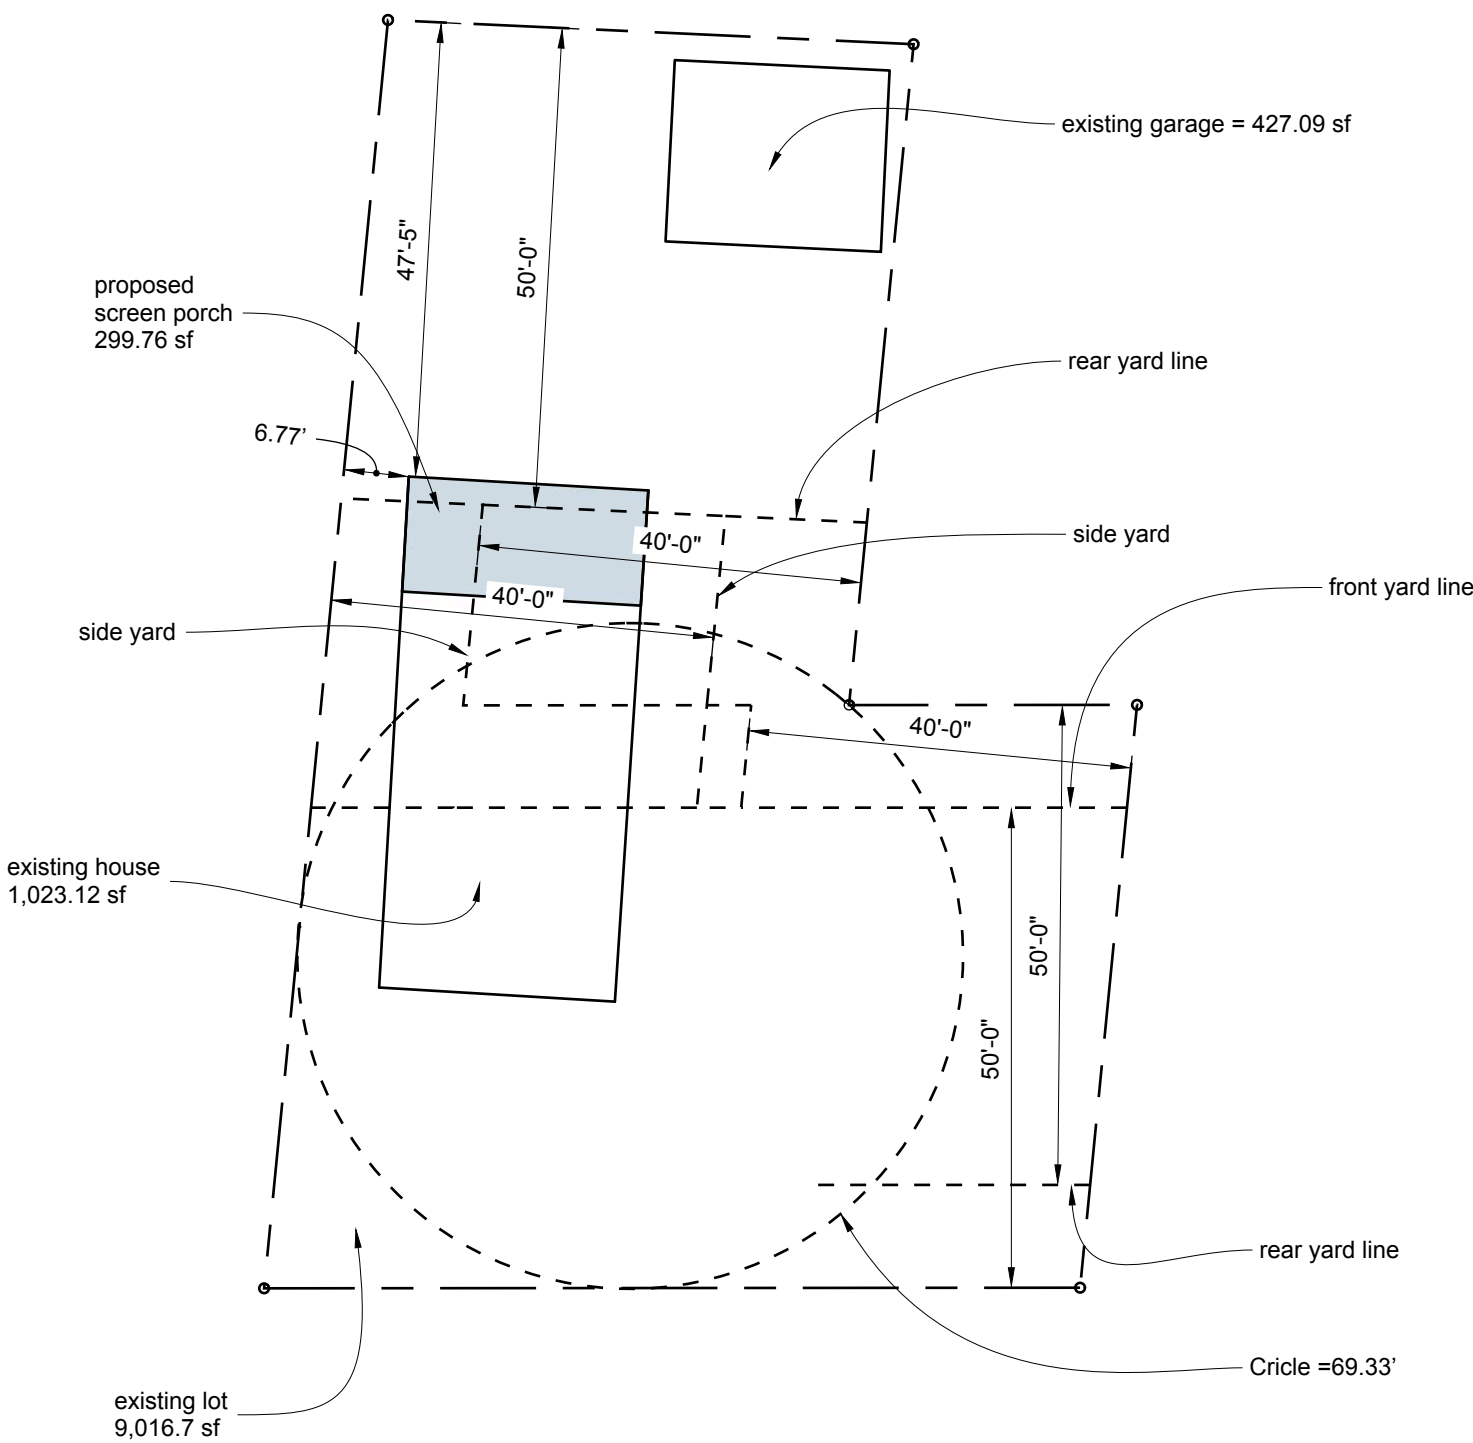 existing garage = 427.09 sf
47'-5"
50'-0"
proposed
screen porch
299.76 sf
rear yard line
6.77’
side yard
40'-0"
front yard line
40'-0"
side yard
40'-0"
existing house
1,023.12 sf
50'-0"
50'-0"
rear yard line
Cricle =69.33’
existing lot
9,016.7 sf